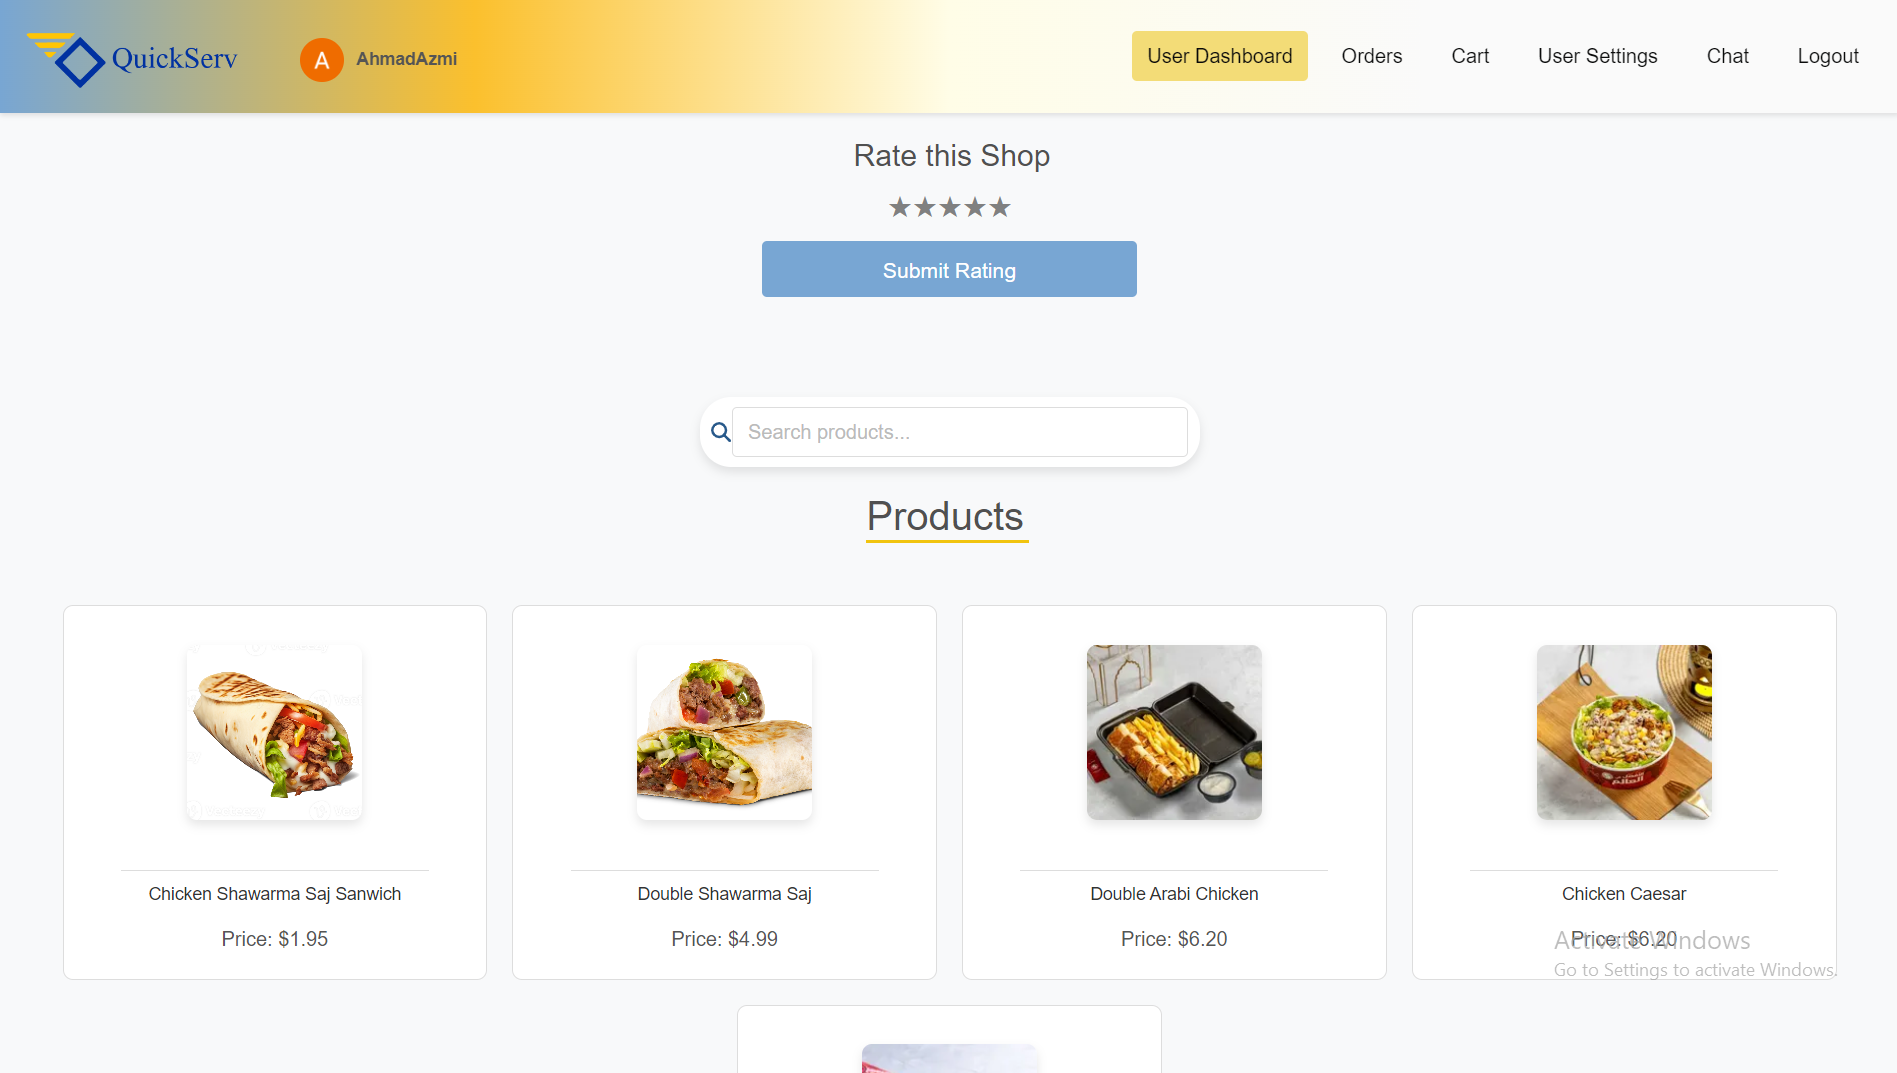 QuickServ
A
AhmadAzmi
User Dashboard
Orders
Cart
User Settings
Chat
Logout
Rate this Shop
★★★★★
Submit Rating
Search products...
Products
Chicken Shawarma Saj Sanwich
Price: $1.95
Double Shawarma Saj
Price: $4.99
Double Arabi Chicken
Price: $6.20
Chicken Caesar
Price: $6.20
Activate Windows
Go to Settings to activate Windows.